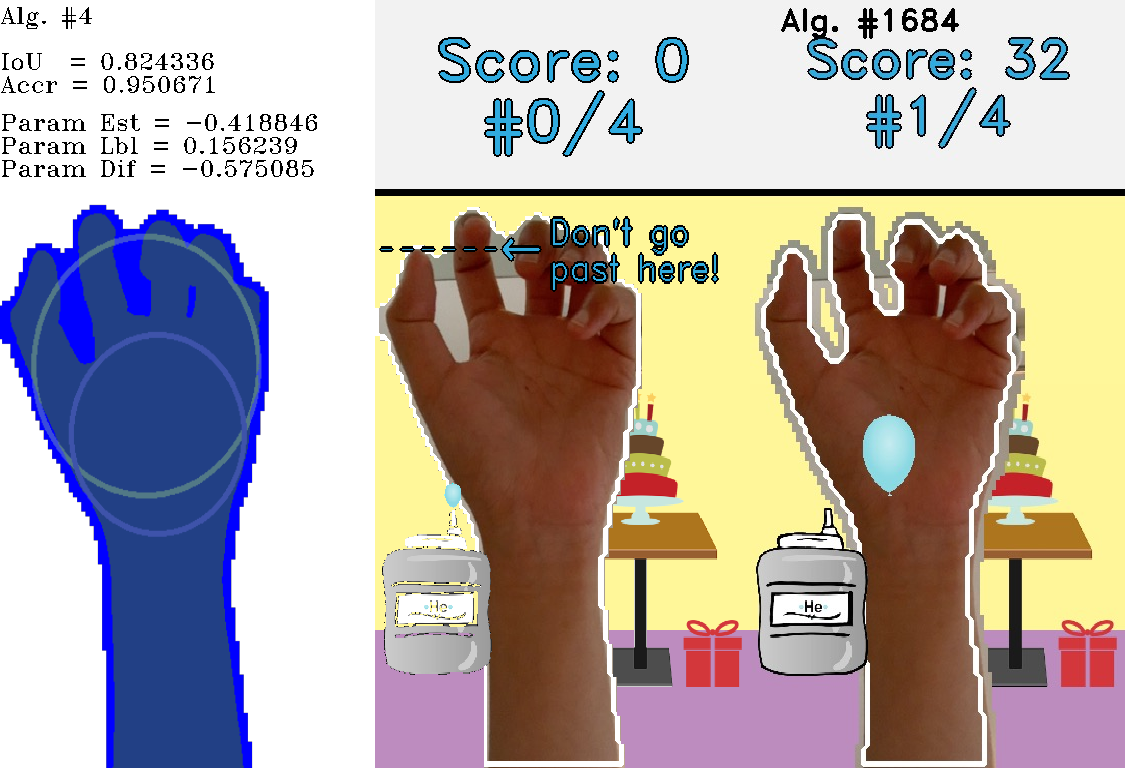 Alg. #4
IoU = 0.824336
Accr = 0.950671
Param Est = −0.418846
Param Lbl = 0.156239
Param Dif = −0.575085
Score: 0
#0/4
Don't go
past here!
He
Alg. #1684
Score: 32
#1/4
He